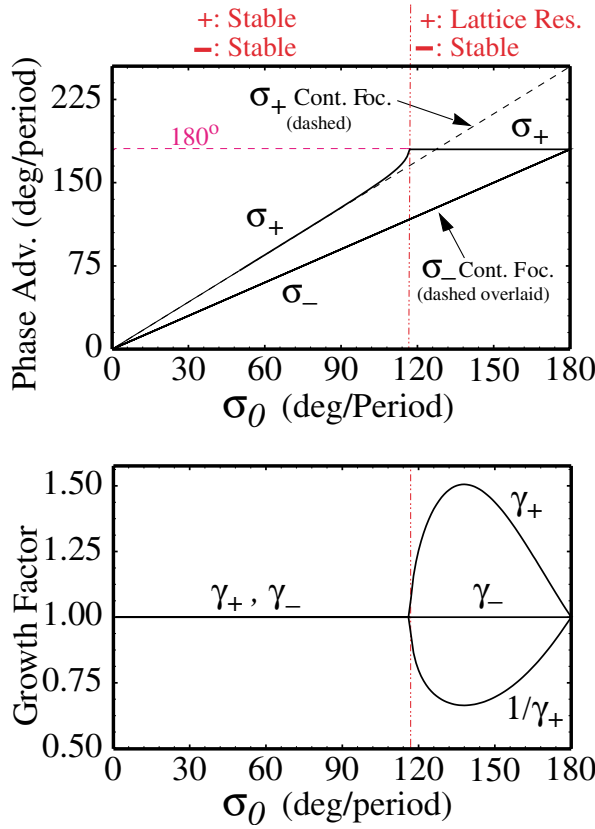 +: Stable +: Lattice Res.
−: Stable −: Stable
225
σ+ Cont. Foc.
(dashed)
σ+
180°
150
σ+
75
σ− Cont. Foc.
(dashed overlaid)
σ−
0
Phase Adv. (deg/period)
0 30 60 90 120 150 180
σ0 (deg/Period)
1.50
γ+
1.25
γ+ , γ−
γ−
1.00
0.75
1/γ+
0.50
Growth Factor
0 30 60 90 120 150 180
σ0 (deg/period)